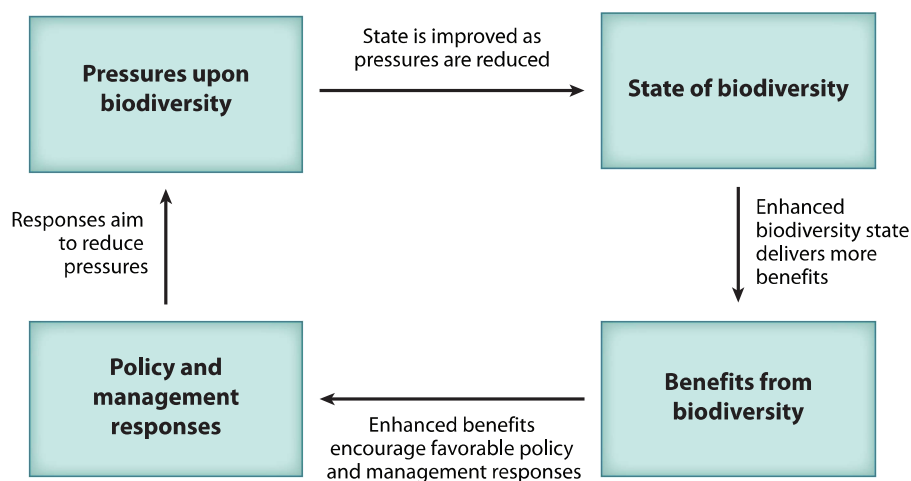 Pressures upon
biodiversity
State is improved as
pressures are reduced
State of biodiversity
Enhanced
biodiversity state
delivers more
benefits
Benefits from
biodiversity
Enhanced benefits
encourage favorable policy
and management responses
Policy and
management
responses
Responses aim
to reduce
pressures